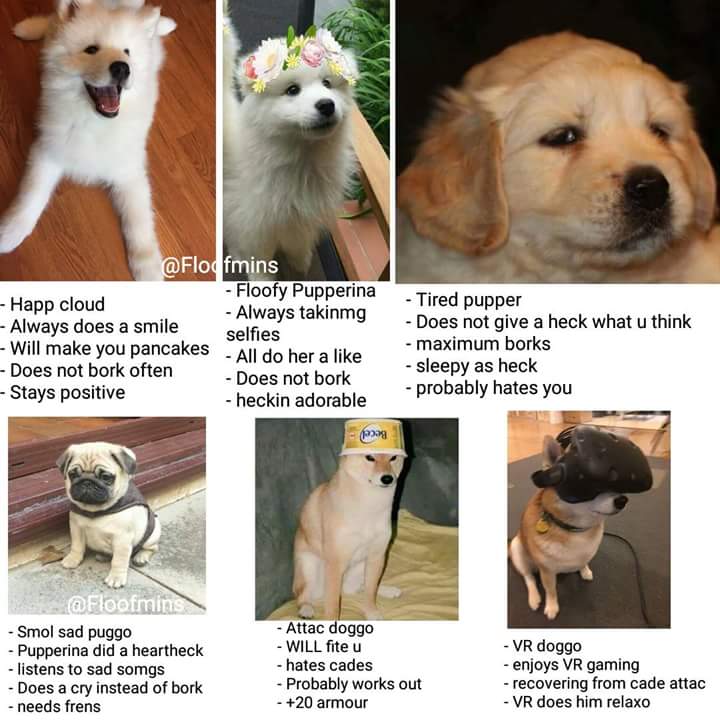 @Floofmins
- Happ cloud
- Always does a smile
- Will make you pancakes
- Does not bork often
- Stays positive
- Floofy Pupperina
- Always takinmg
selfies
- All do her a like
- Does not bork
- heckin adorable
- Tired pupper
- Does not give a heck what u think
- maximum borks
- sleepy as heck
- probably hates you
Becel
@Floofmins
- Smol sad puggo
- Pupperina did a heartheck
- listens to sad somgs
- Does a cry instead of bork
- needs frens
- Attac doggo
- WILL fite u
- hates cades
- Probably works out
- +20 armour
- VR doggo
- enjoys VR gaming
- recovering from cade attac
- VR does him relaxo